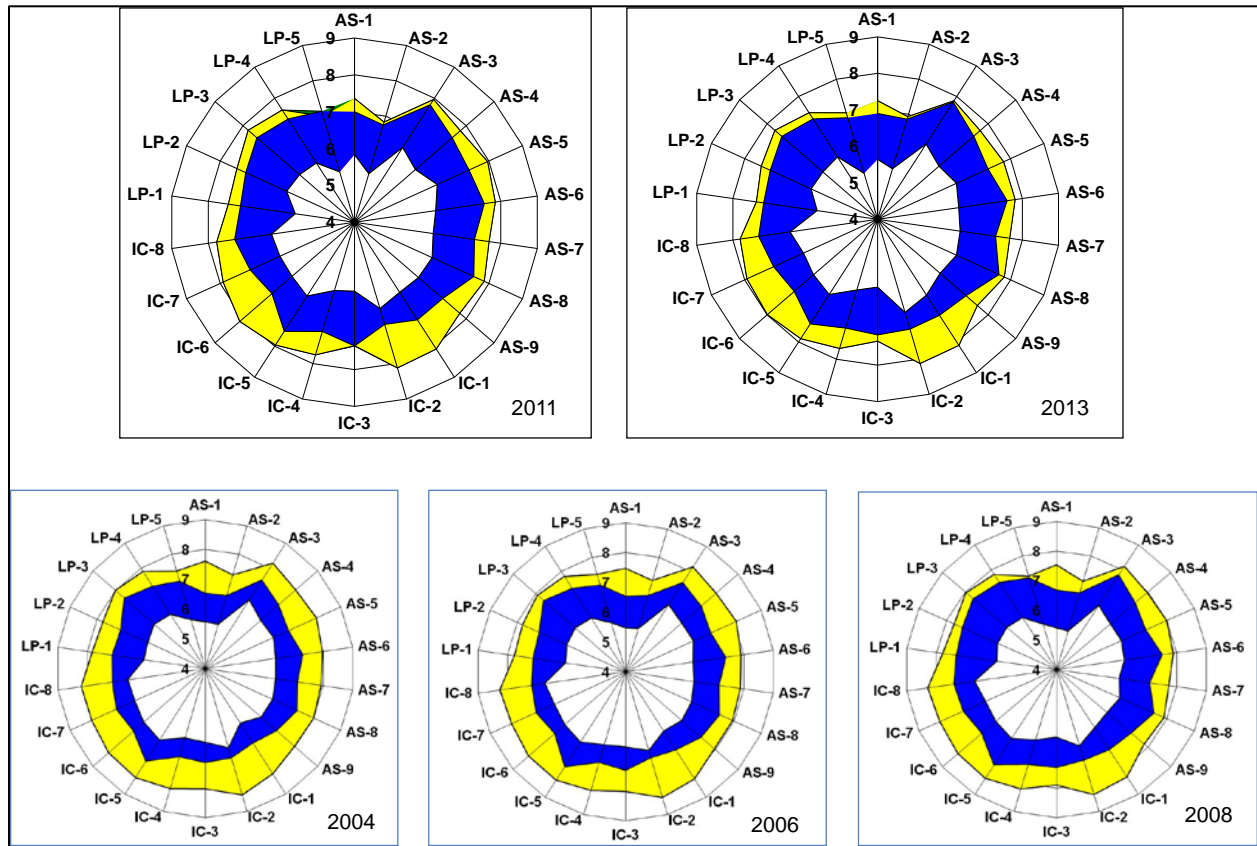 AS-1
AS-2
AS-3
AS-4
AS-5
AS-6
AS-7
AS-8
AS-9
IC-1
IC-2
IC-3
IC-4
IC-5
IC-6
IC-7
IC-8
LP-1
LP-2
LP-3
LP-4
LP-5
9
8
7
6
5
4
2011
AS-1
AS-2
AS-3
AS-4
AS-5
AS-6
AS-7
AS-8
AS-9
IC-1
IC-2
IC-3
IC-4
IC-5
IC-6
IC-7
IC-8
LP-1
LP-2
LP-3
LP-4
LP-5
9
8
7
6
5
4
2013
AS-1
AS-2
AS-3
AS-4
AS-5
AS-6
AS-7
AS-8
AS-9
IC-1
IC-2
IC-3
IC-4
IC-5
IC-6
IC-7
IC-8
LP-1
LP-2
LP-3
LP-4
LP-5
9
8
7
6
5
4
2004
AS-1
AS-2
AS-3
AS-4
AS-5
AS-6
AS-7
AS-8
AS-9
IC-1
IC-2
IC-3
IC-4
IC-5
IC-6
IC-7
IC-8
LP-1
LP-2
LP-3
LP-4
LP-5
9
8
7
6
5
4
2006
AS-1
AS-2
AS-3
AS-4
AS-5
AS-6
AS-7
AS-8
AS-9
IC-1
IC-2
IC-3
IC-4
IC-5
IC-6
IC-7
IC-8
LP-1
LP-2
LP-3
LP-4
LP-5
9
8
7
6
5
4
2008